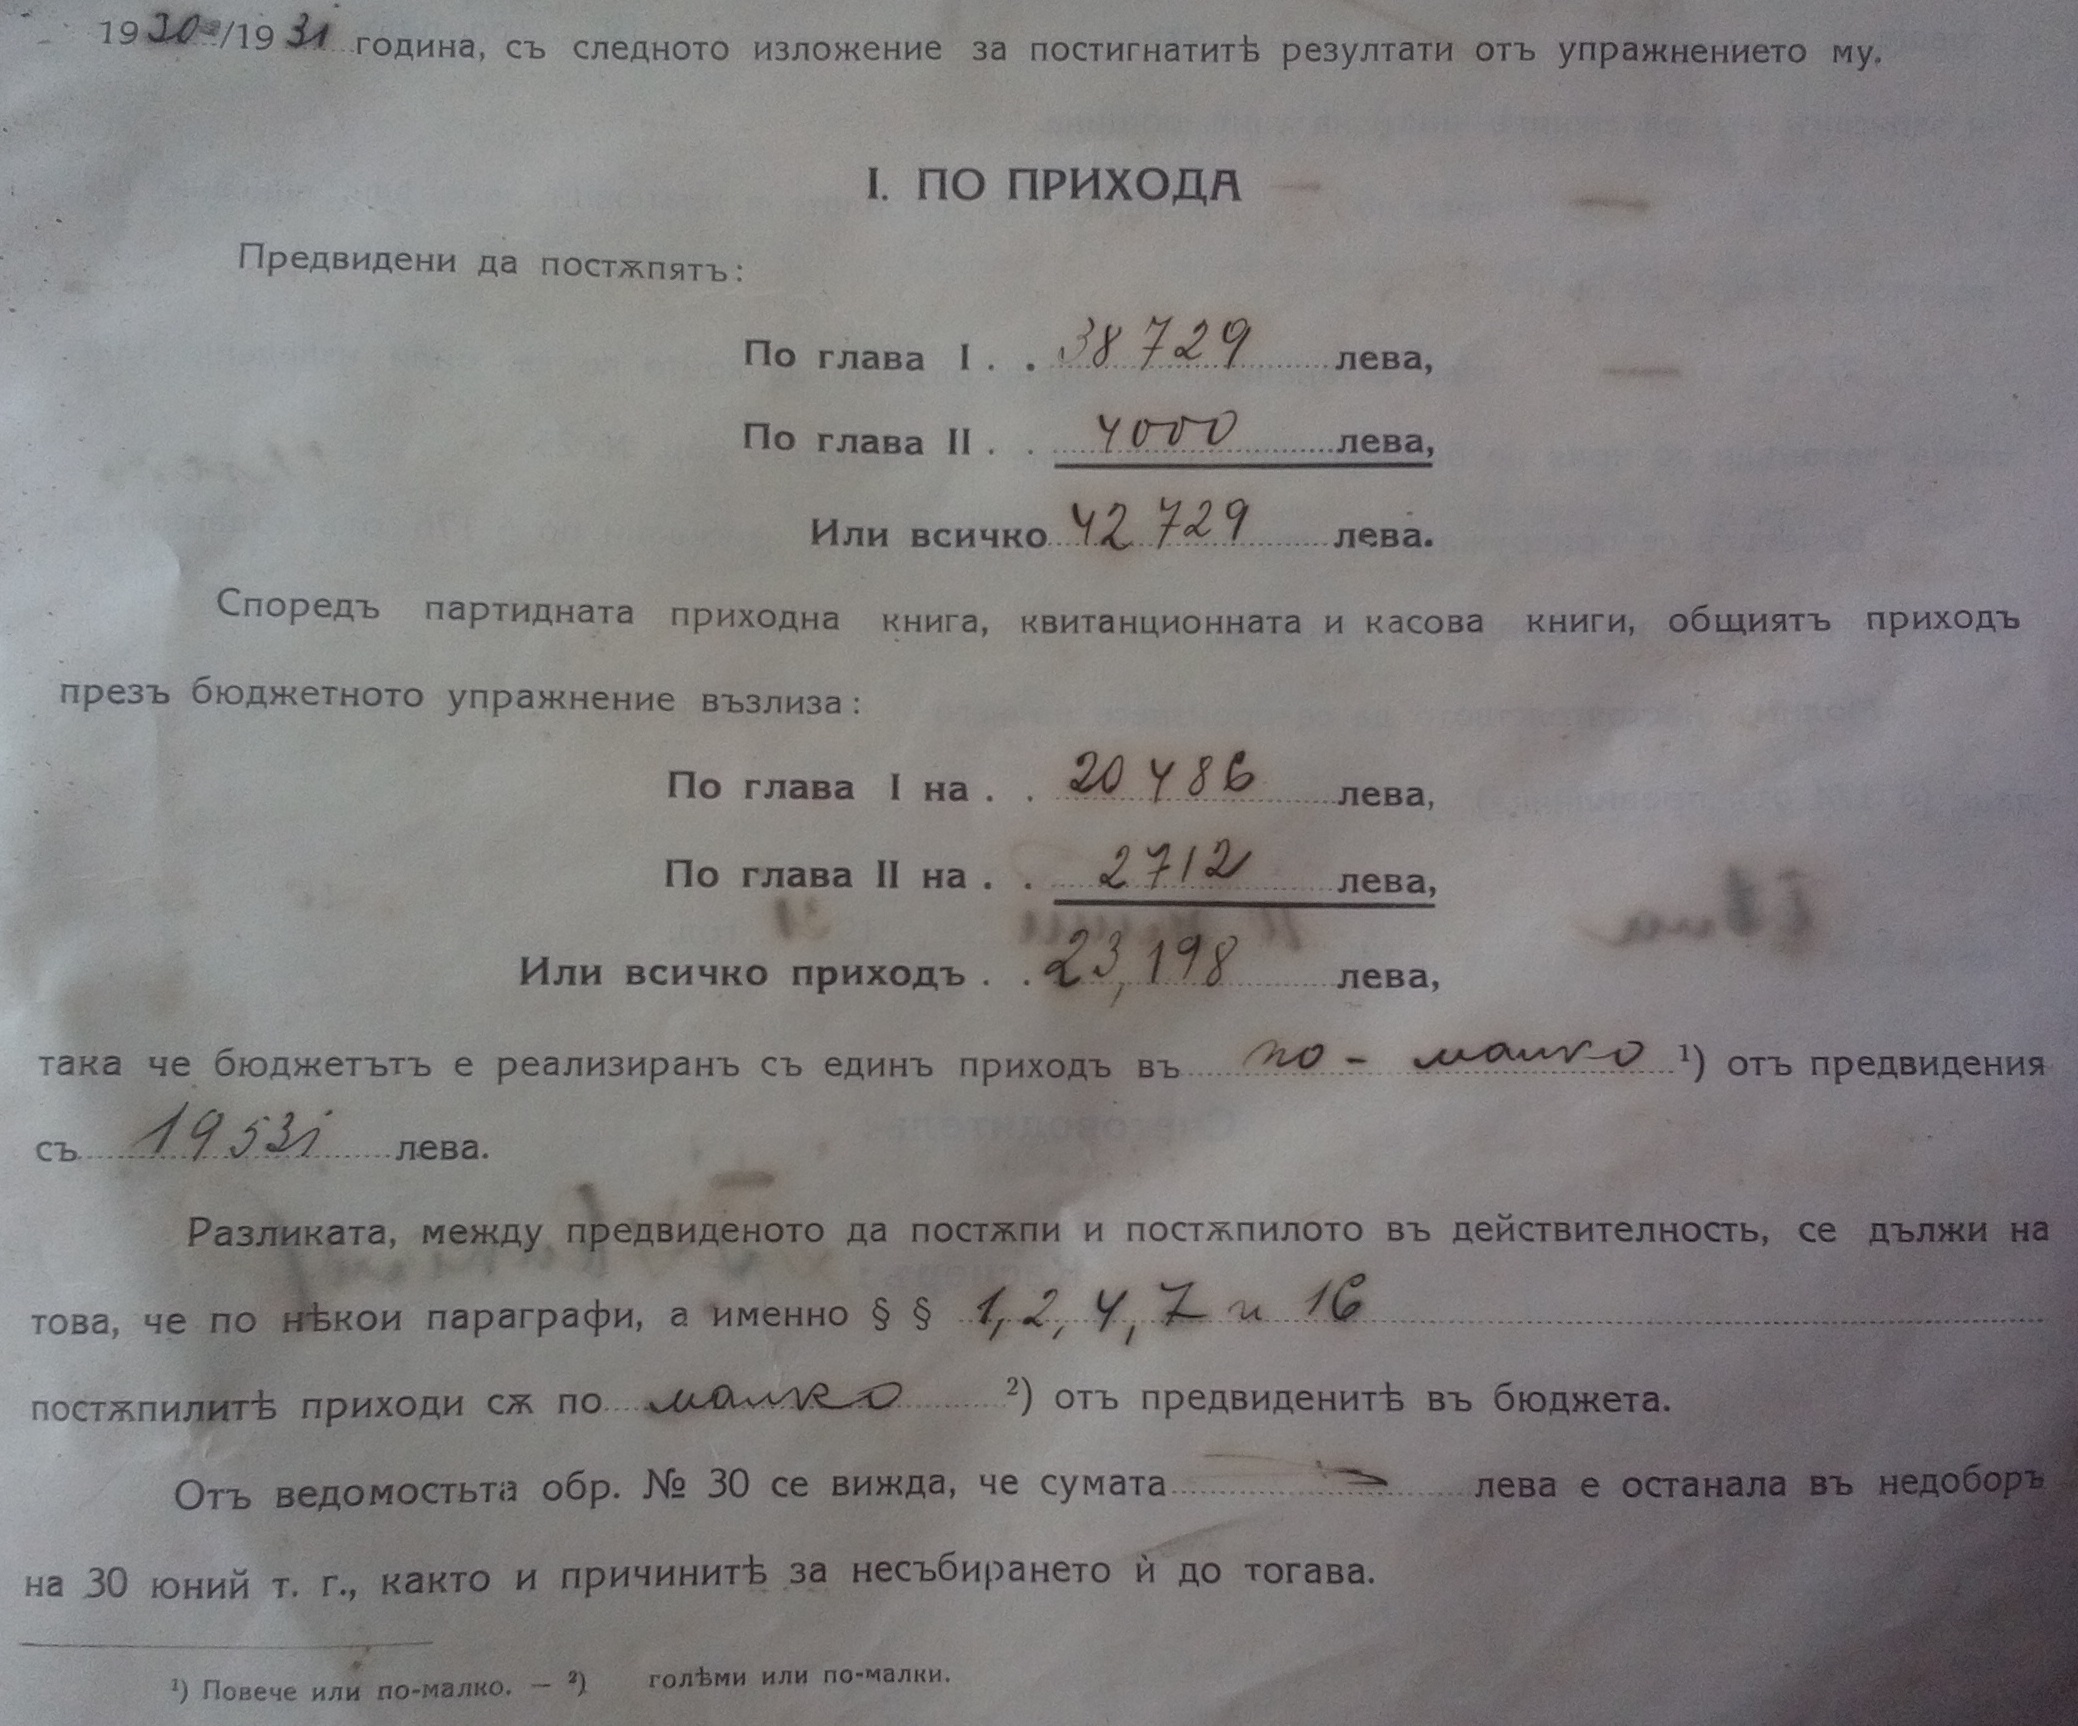 1930/1931 година, съ следното изложение за постигнатитѣ резултати отъ упражнението му.
I. ПО ПРИХОДА
Предвидени да постѫпятъ:
По глава I . . 38729 лева,
По глава II . . 4000 лева,
Или всичко 42729 лева.
Споредъ партидната приходна книга, квитанционната и касова книги, общиятъ приходъ
презъ бюджетното упражнение възлиза:
По глава I на . . 20486 лева,
По глава II на . . 2712 лева,
Или всичко приходъ . . 23,198 лева,
така че бюджетътъ е реализиранъ съ единъ приходъ въ по - малко ¹) отъ предвидения
съ 19531 лева.
Разликата, между предвиденото да постѫпи и постѫпилото въ действителность, се дължи на
това, че по нѣкои параграфи, а именно § § 1, 2, 4, 7 и 16
постѫпилитѣ приходи сѫ по малко ²) отъ предвиденитѣ въ бюджета.
Отъ ведомостьта обр. № 30 се вижда, че сумата — лева е останала въ недоборъ
на 30 юний т. г., както и причинитѣ за несъбирането ѝ до тогава.
¹) Повече или по-малко. — ²) голѣми или по-малки.